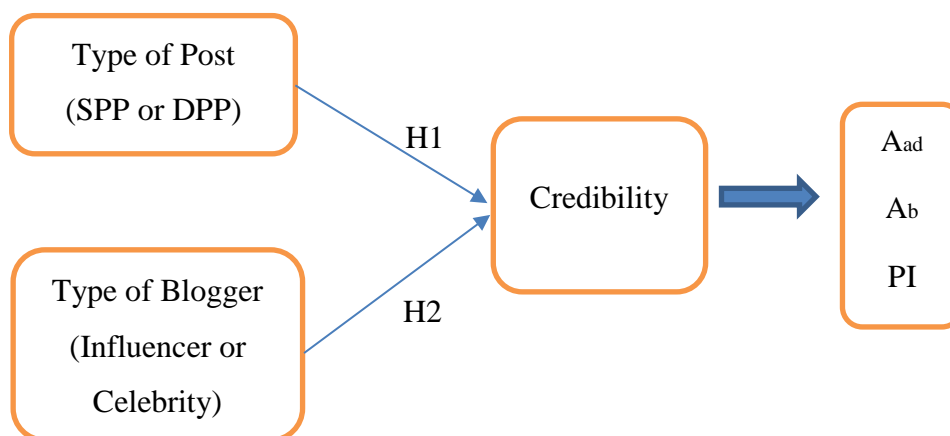 Type of Post
(SPP or DPP)
H1
Credibility
Aad
Ab
PI
Type of Blogger
(Influencer or
Celebrity)
H2